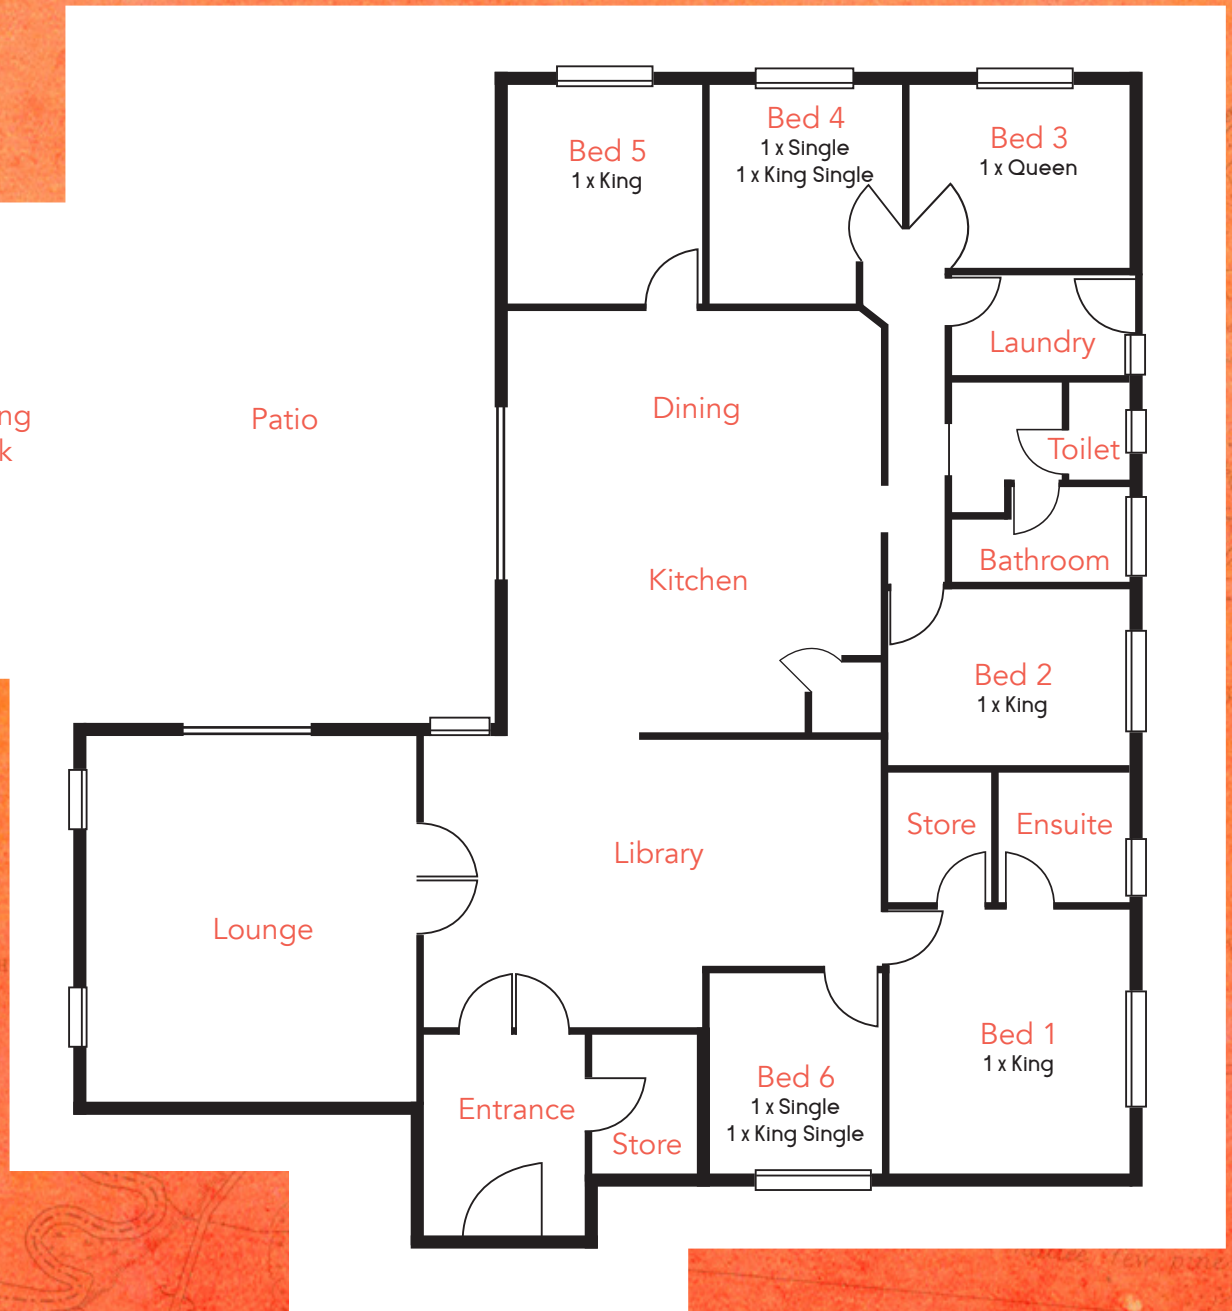 Bed 5
1 x King
Bed 4
1 x Single
1 x King Single
Bed 3
1 x Queen
Laundry
ng
k
Patio
Dining
Toilet
Kitchen
Bathroom
Bed 2
1 x King
Store
Ensuite
Library
Lounge
Bed 1
1 x King
Bed 6
1 x Single
1 x King Single
Entrance
Store